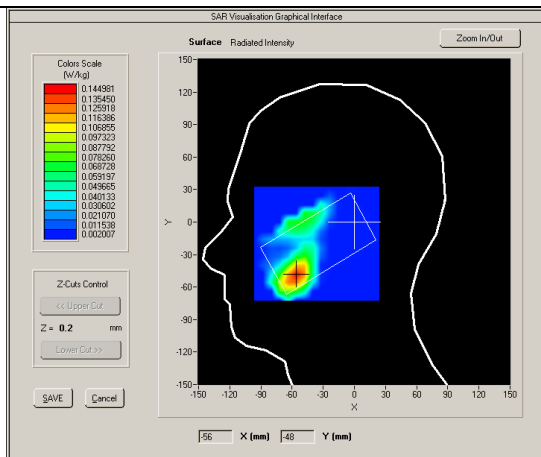 SAR Visualisation Graphical Interface
Surface Radiated Intensity
Zoom In/Out
Colors Scale
(W/kg)
0.144981
0.135450
0.125918
0.116386
0.106855
0.097323
0.087792
0.078260
0.068728
0.059197
0.049665
0.040133
0.030602
0.021070
0.011538
0.002007
Z-Cuts Control
<< Upper Cut
Z = 0.2 mm
Lower Cut >>
SAVE Cancel
150
120
90
60
30
0
-30
-60
-90
-120
-150
Y
-150 -120 -90 -60 -30 0 30 60 90 120 150
X
-56 X (mm) -48 Y (mm)